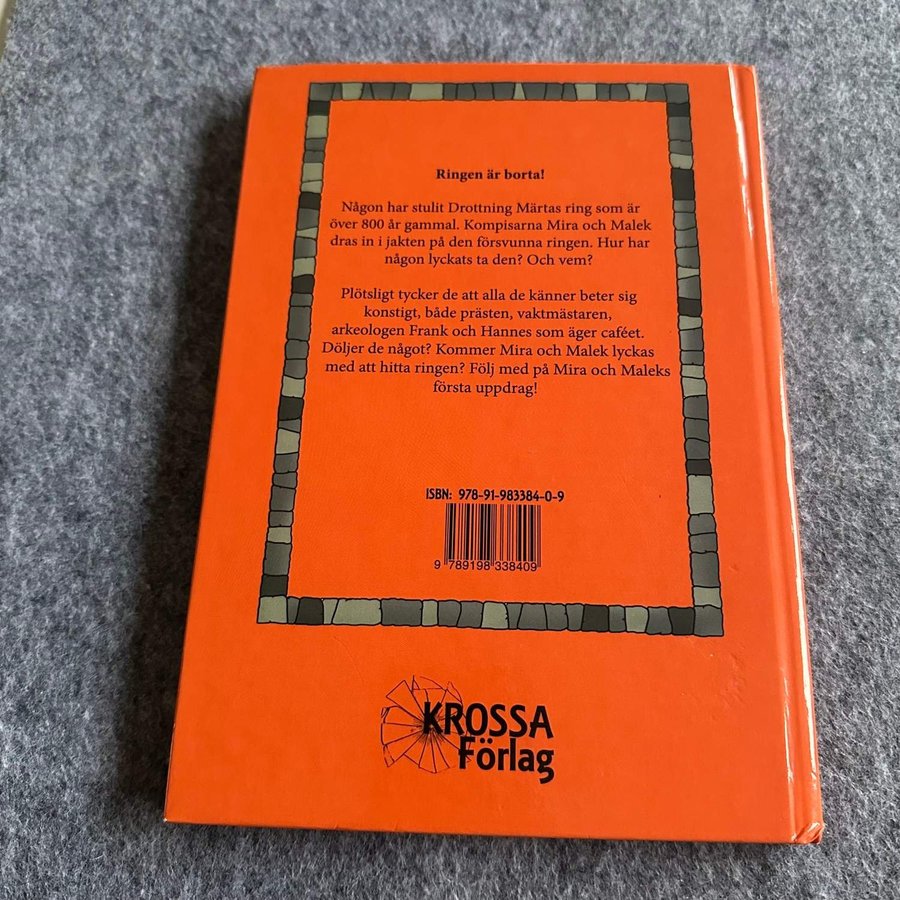 Ringen är borta!
Någon har stulit Drottning Märtas ring som är
över 800 år gammal. Kompisarna Mira och Malek
dras in i jakten på den försvunna ringen. Hur har
någon lyckats ta den? Och vem?
Plötsligt tycker de att alla de känner beter sig
konstigt, både prästen, vaktmästaren,
arkeologen Frank och Hannes som äger caféet.
Döljer de något? Kommer Mira och Malek lyckas
med att hitta ringen? Följ med på Mira och Maleks
första uppdrag!
ISBN: 978-91-983384-0-9
9 789198 338409
KROSSA
Förlag